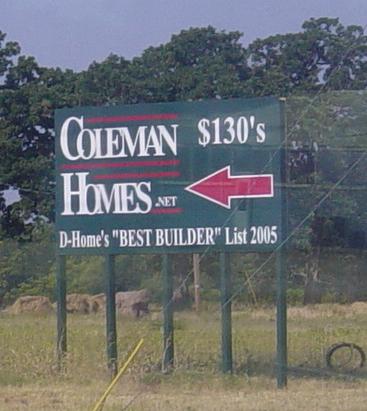 COLEMAN $130's
HOMES.NET
D-Home's "BEST BUILDER" List 2005